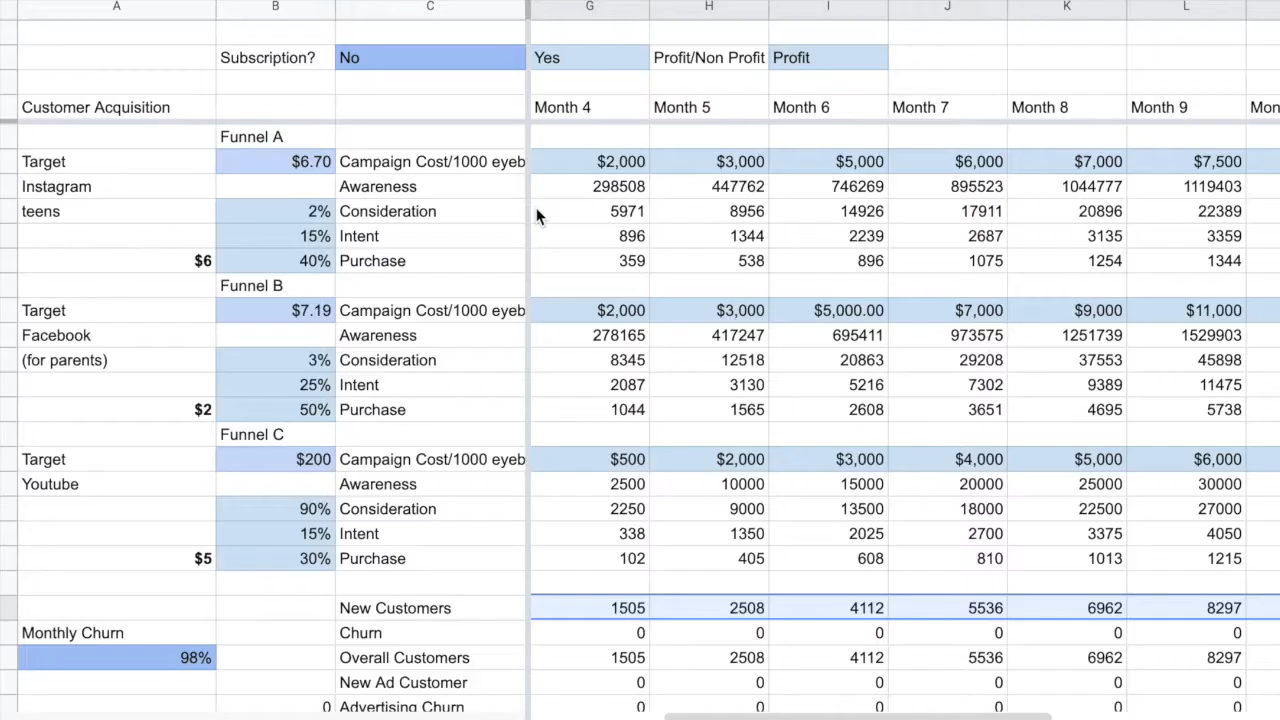 A B C G H I J K L
Subscription? No Yes Profit/Non Profit Profit
Customer Acquisition Month 4 Month 5 Month 6 Month 7 Month 8 Month 9 Mon
Funnel A
Target $6.70 Campaign Cost/1000 eyeb $2,000 $3,000 $5,000 $6,000 $7,000 $7,500
Instagram Awareness 298508 447762 746269 895523 1044777 1119403
teens 2% Consideration 5971 8956 14926 17911 20896 22389
15% Intent 896 1344 2239 2687 3135 3359
$6 40% Purchase 359 538 896 1075 1254 1344
Funnel B
Target $7.19 Campaign Cost/1000 eyeb $2,000 $3,000 $5,000.00 $7,000 $9,000 $11,000
Facebook Awareness 278165 417247 695411 973575 1251739 1529903
(for parents) 3% Consideration 8345 12518 20863 29208 37553 45898
25% Intent 2087 3130 5216 7302 9389 11475
$2 50% Purchase 1044 1565 2608 3651 4695 5738
Funnel C
Target $200 Campaign Cost/1000 eyeb $500 $2,000 $3,000 $4,000 $5,000 $6,000
Youtube Awareness 2500 10000 15000 20000 25000 30000
90% Consideration 2250 9000 13500 18000 22500 27000
15% Intent 338 1350 2025 2700 3375 4050
$5 30% Purchase 102 405 608 810 1013 1215
New Customers 1505 2508 4112 5536 6962 8297
Monthly Churn Churn 0 0 0 0 0 0
98% Overall Customers 1505 2508 4112 5536 6962 8297
New Ad Customer 0 0 0 0 0 0
0 Advertising Churn 0 0 0 0 0 0